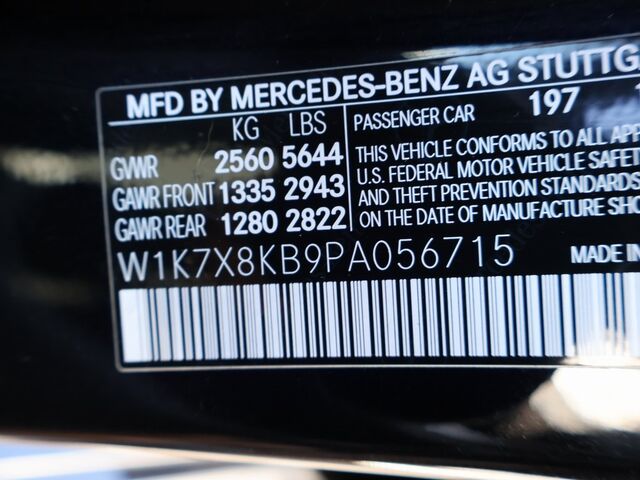 MFD BY MERCEDES-BENZ AG STUTTG
KG LBS
GVWR 2560 5644
GAWR FRONT 1335 2943
GAWR REAR 1280 2822
PASSENGER CAR 197
THIS VEHICLE CONFORMS TO ALL APP
U.S. FEDERAL MOTOR VEHICLE SAFET
AND THEFT PREVENTION STANDARDS
ON THE DATE OF MANUFACTURE SHO
W1K7X8KB9PA056715
MADE IN